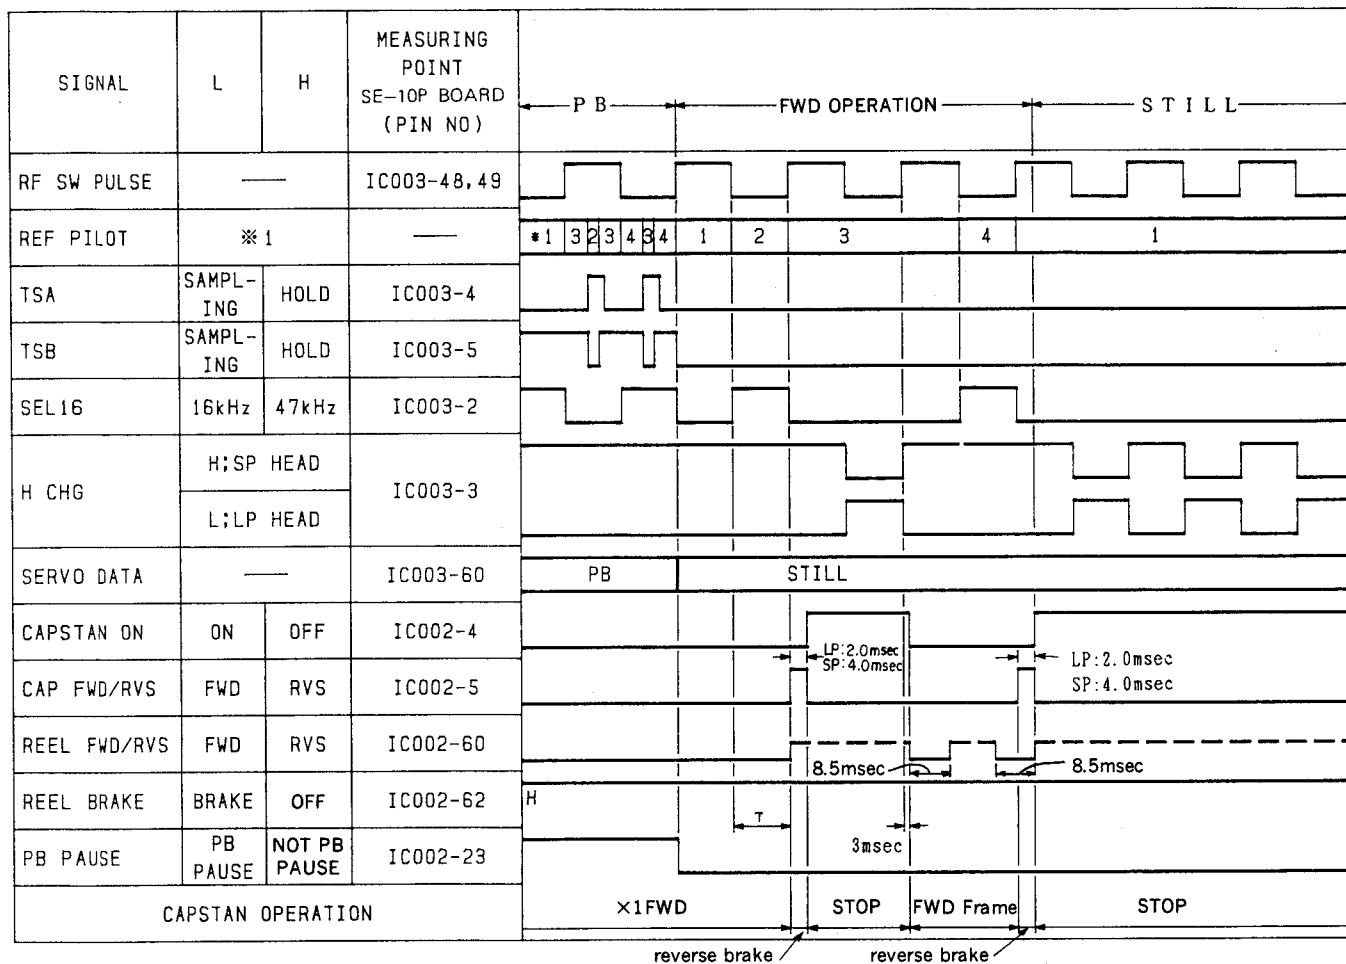 SIGNAL
L
H
MEASURING
POINT
SE-10P BOARD
(PIN NO)
PB
FWD OPERATION
STILL
RF SW PULSE
IC003-48,49
REF PILOT
※1
*1
3
2
3
4
3
4
1
2
3
4
1
TSA
SAMPL-
ING
HOLD
IC003-4
TSB
SAMPL-
ING
HOLD
IC003-5
SEL16
16kHz
47kHz
IC003-2
H CHG
H;SP HEAD
L;LP HEAD
IC003-3
SERVO DATA
IC003-60
PB
STILL
CAPSTAN ON
ON
OFF
IC002-4
LP:2.0msec
SP:4.0msec
LP:2.0msec
SP:4.0msec
CAP FWD/RVS
FWD
RVS
IC002-5
REEL FWD/RVS
FWD
RVS
IC002-60
8.5msec
8.5msec
REEL BRAKE
BRAKE
OFF
IC002-62
H
T
3msec
PB PAUSE
PB
PAUSE
NOT PB
PAUSE
IC002-23
CAPSTAN OPERATION
×1FWD
STOP
FWD Frame
STOP
reverse brake
reverse brake